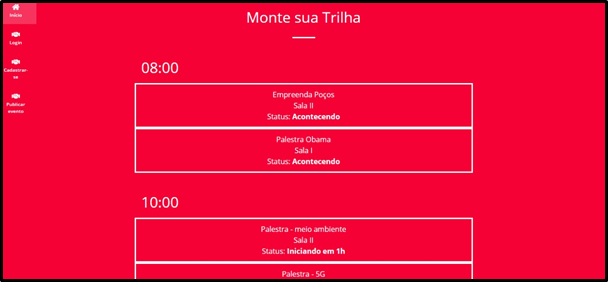 Início
Login
Cadastrar-
se
Publicar
evento
Monte sua Trilha
08:00
Empreenda Poços
Sala II
Status: Acontecendo
Palestra Obama
Sala I
Status: Acontecendo
10:00
Palestra - meio ambiente
Sala II
Status: Iniciando em 1h
Palestra - 5G